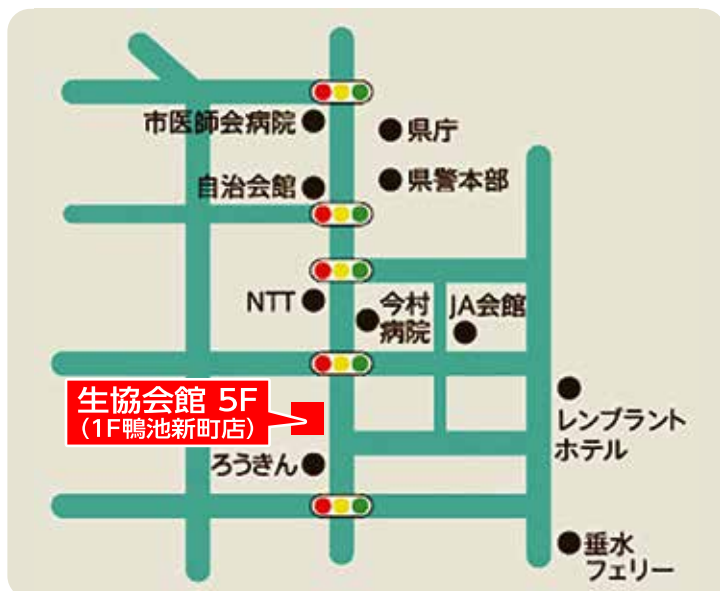 市医師会病院
県庁
自治会館
県警本部
NTT
今村
病院
JA会館
生協会館 5F
(1F鴨池新町店)
レンブラント
ホテル
ろうきん
垂水
フェリー